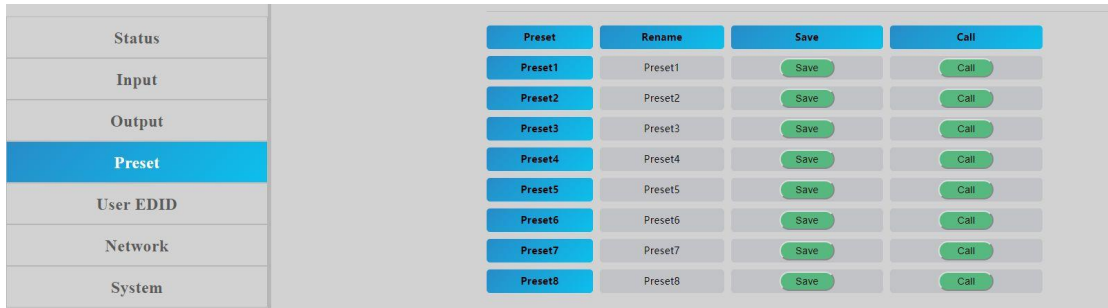 Status
Input
Output
Preset
User EDID
Network
System
Preset Rename Save Call
Preset1 Preset1 Save Call
Preset2 Preset2 Save Call
Preset3 Preset3 Save Call
Preset4 Preset4 Save Call
Preset5 Preset5 Save Call
Preset6 Preset6 Save Call
Preset7 Preset7 Save Call
Preset8 Preset8 Save Call